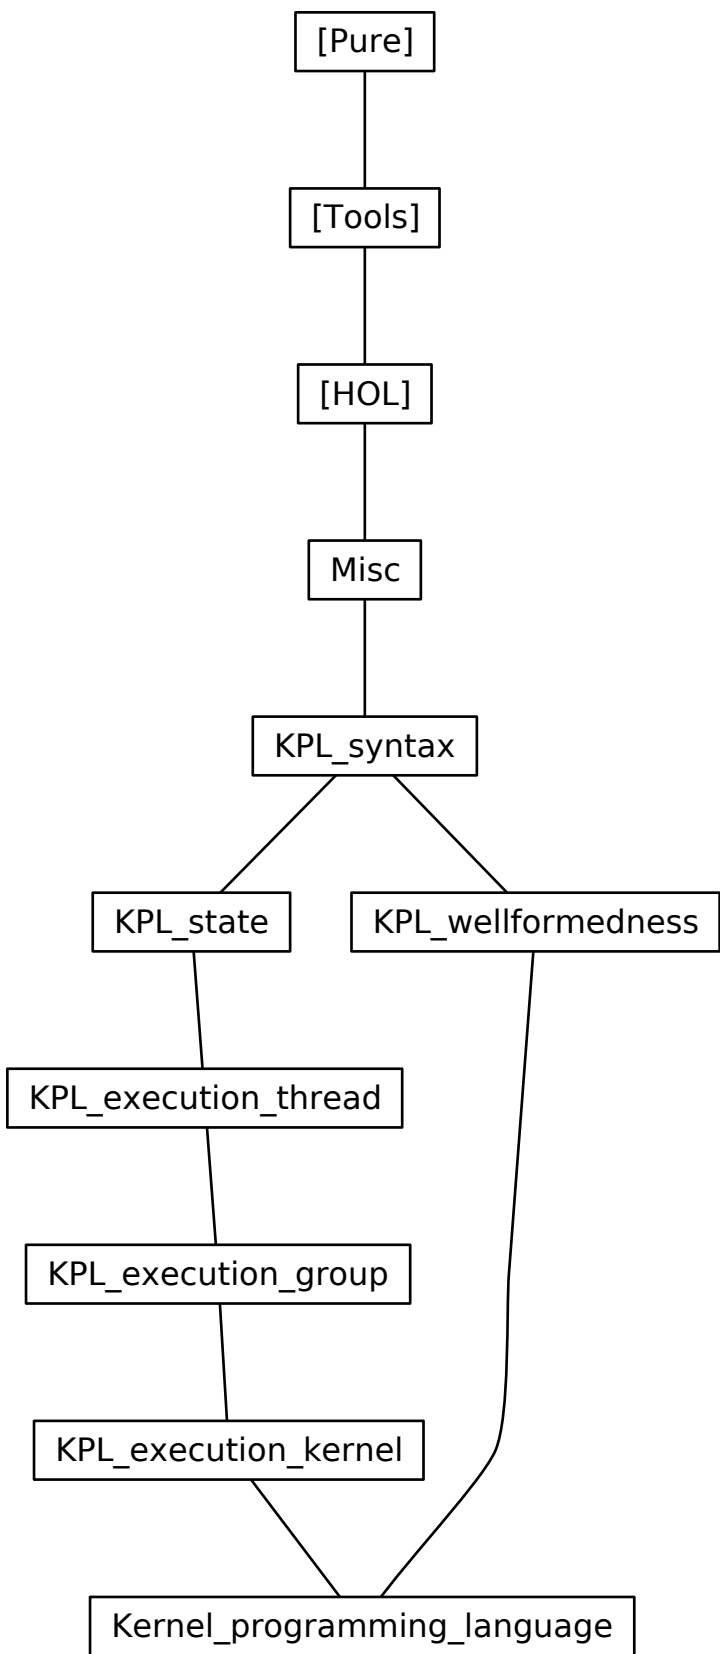 [Pure]
[Tools]
[HOL]
Misc
KPL_syntax
KPL_state
KPL_wellformedness
KPL_execution_thread
KPL_execution_group
KPL_execution_kernel
Kernel_programming_language